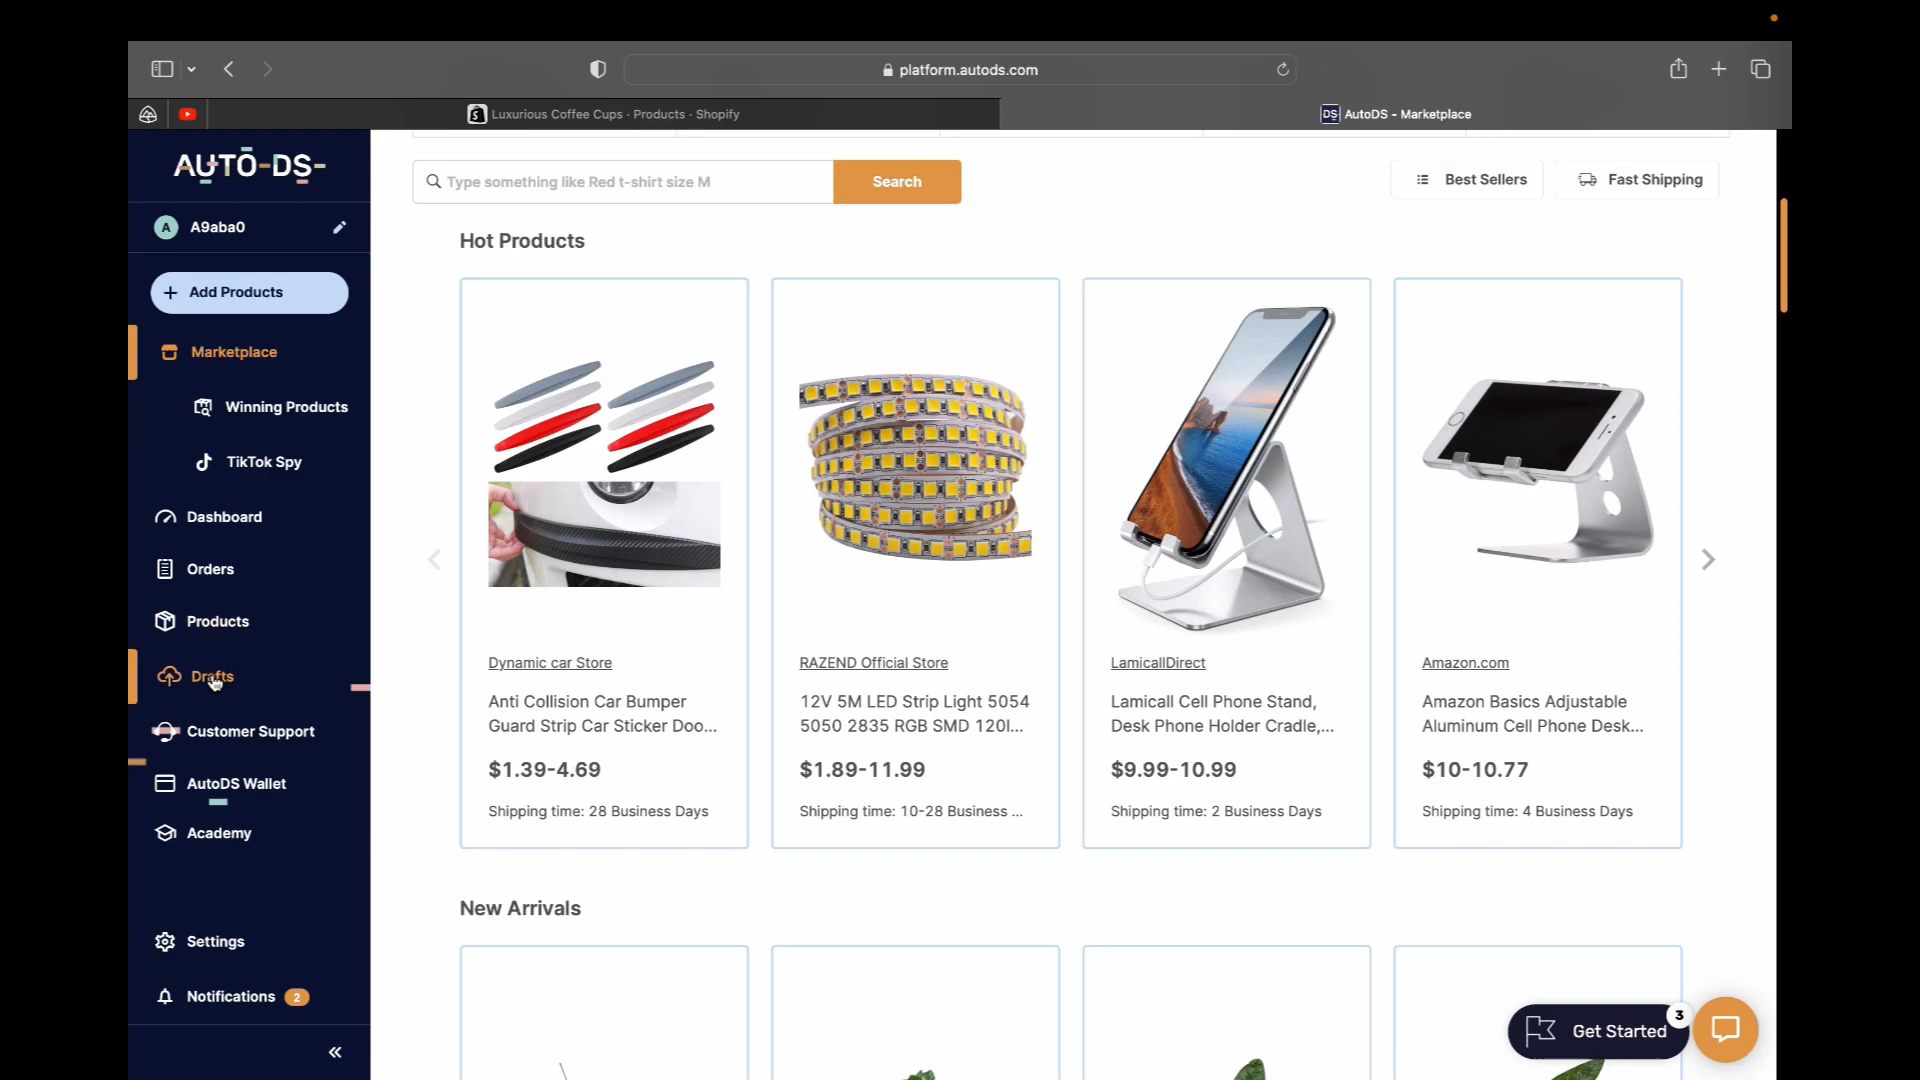 platform.autods.com
Luxurious Coffee Cups · Products · Shopify
DS AutoDS – Marketplace
AUTO-DS-
A A9aba0
+ Add Products
Marketplace
Winning Products
TikTok Spy
Dashboard
Orders
Products
Drafts
Customer Support
AutoDS Wallet
Academy
Settings
Notifications 2
Type something like Red t-shirt size M
Search
Best Sellers
Fast Shipping
Hot Products
Dynamic car Store
Anti Collision Car Bumper
Guard Strip Car Sticker Doo...
$1.39-4.69
Shipping time: 28 Business Days
RAZEND Official Store
12V 5M LED Strip Light 5054
5050 2835 RGB SMD 120l...
$1.89-11.99
Shipping time: 10-28 Business ...
LamicallDirect
Lamicall Cell Phone Stand,
Desk Phone Holder Cradle,...
$9.99-10.99
Shipping time: 2 Business Days
Amazon.com
Amazon Basics Adjustable
Aluminum Cell Phone Desk...
$10-10.77
Shipping time: 4 Business Days
New Arrivals
Get Started
3